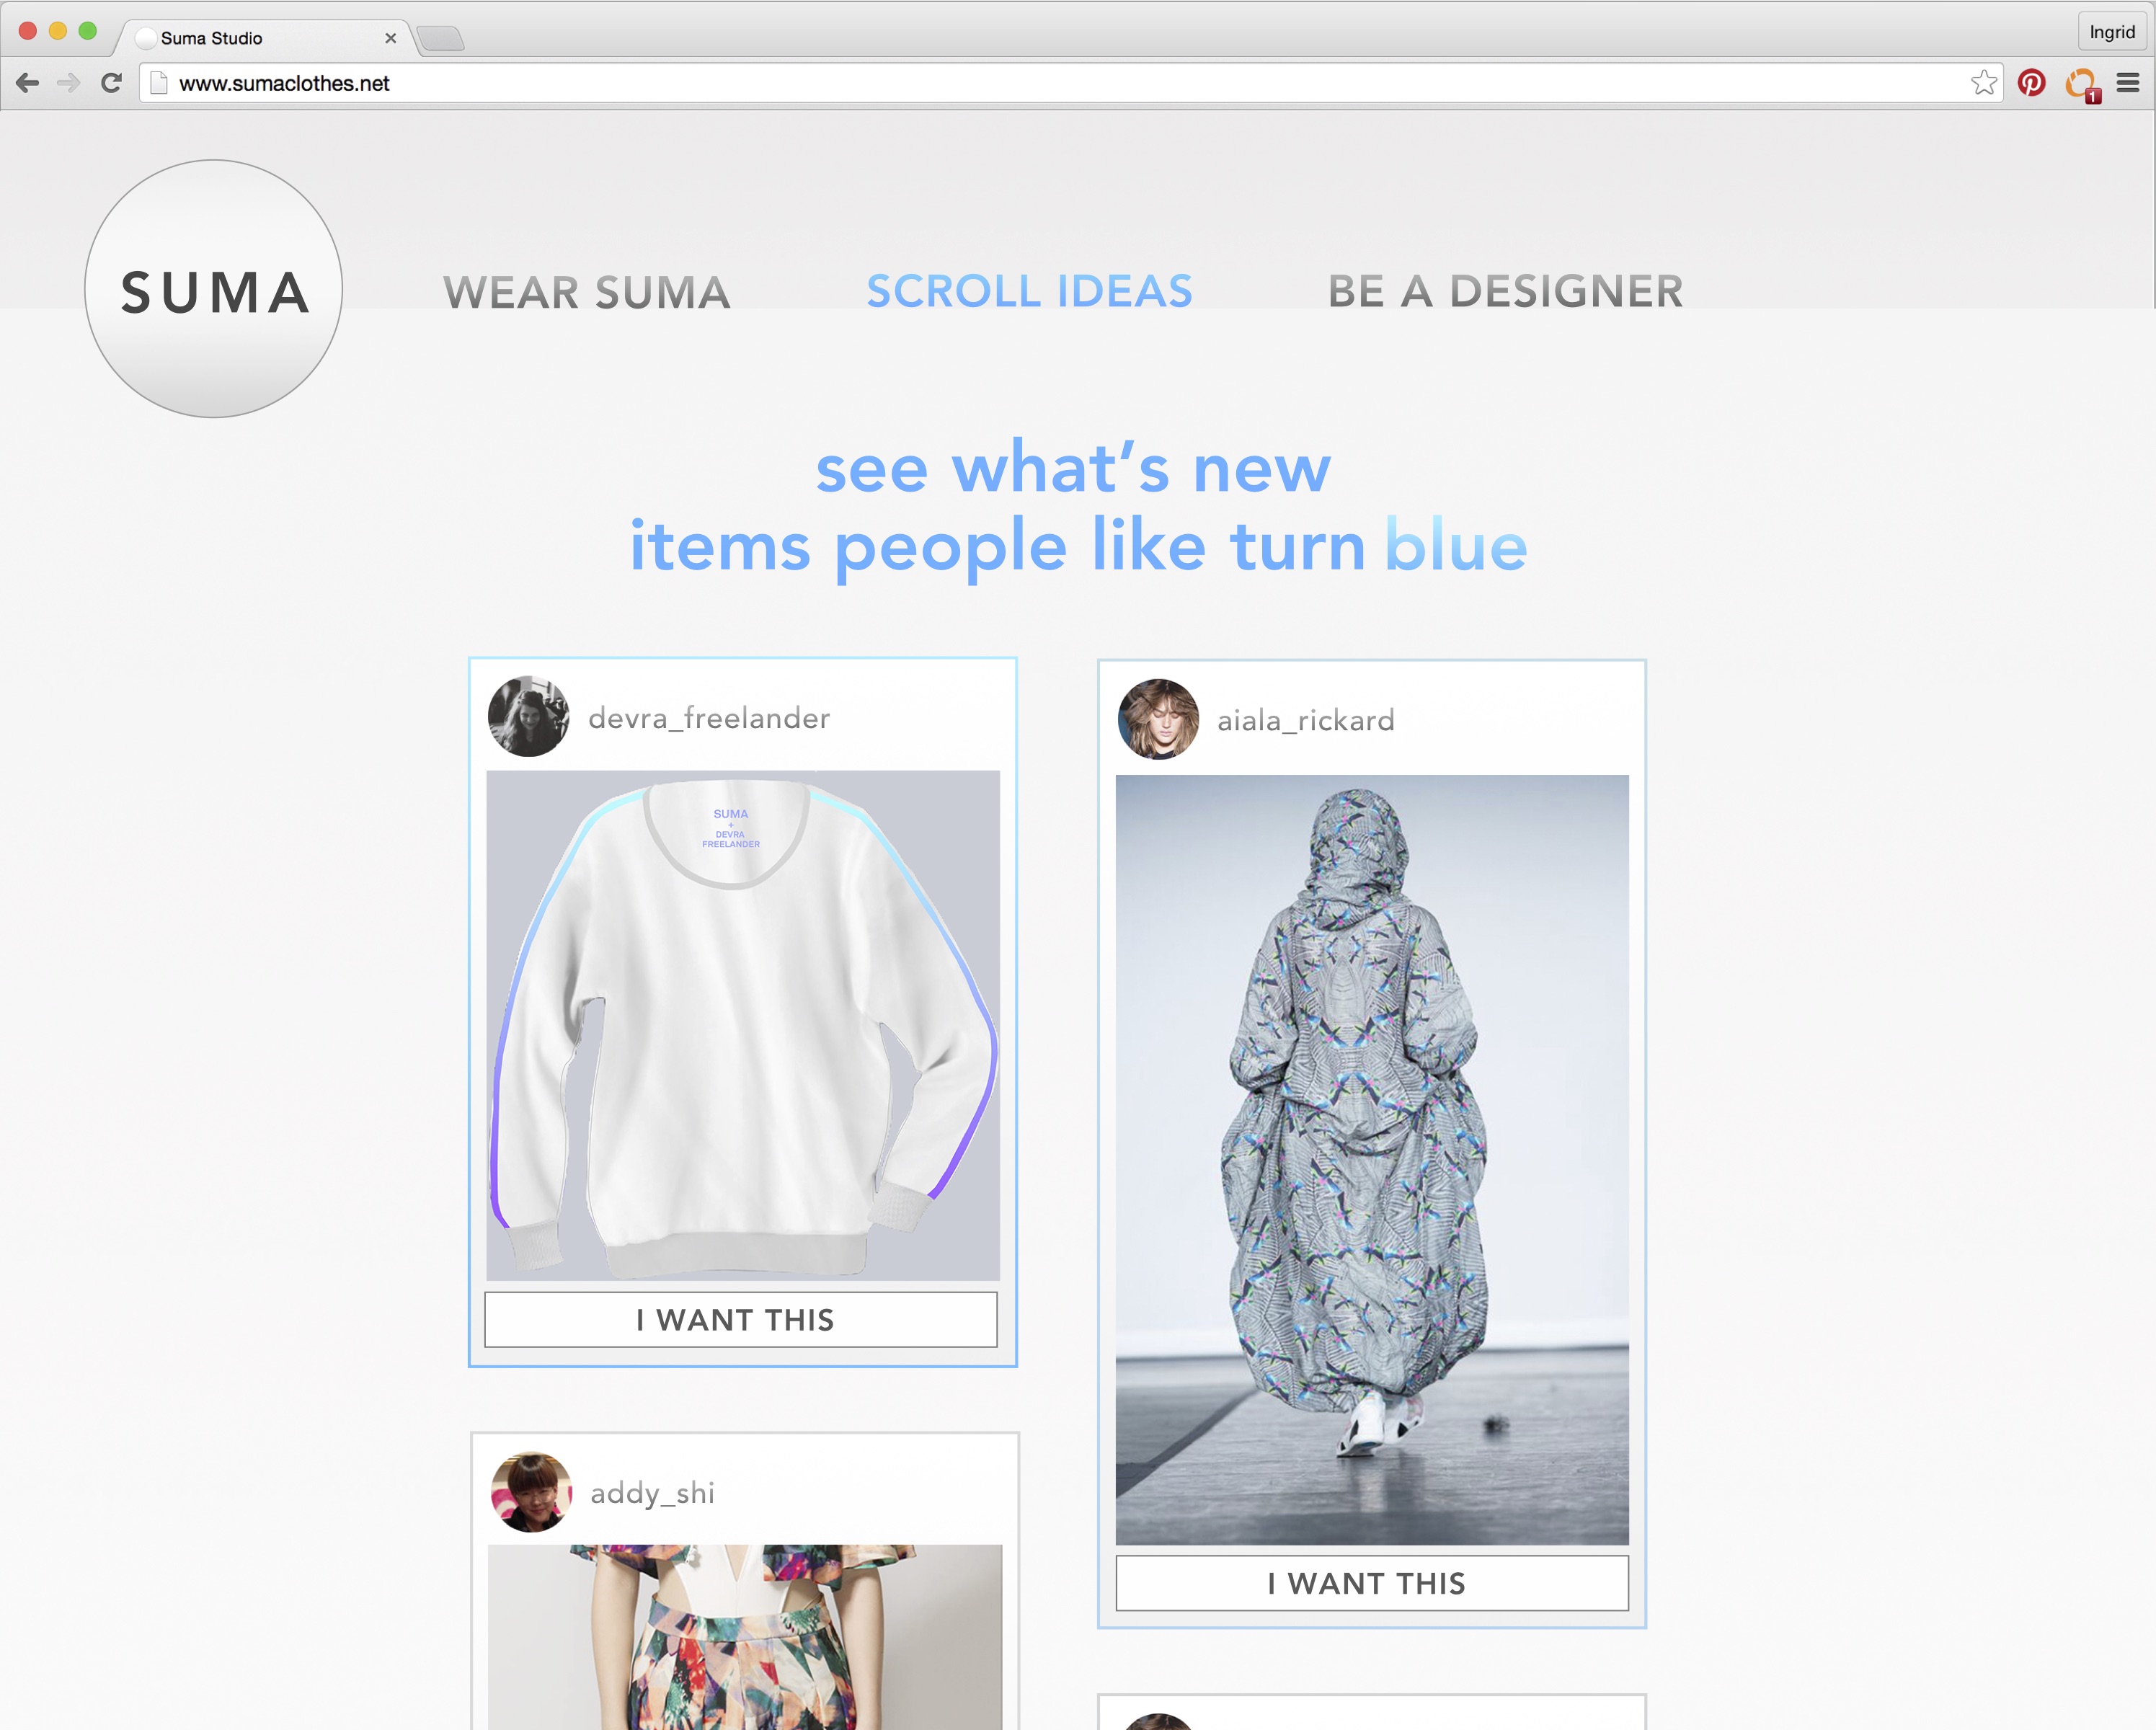 Suma Studio
Ingrid
www.sumaclothes.net
1
SUMA
WEAR SUMA
SCROLL IDEAS
BE A DESIGNER
see what’s new
items people like turn blue
devra_freelander
SUMA
+
DEVRA
FREELANDER
I WANT THIS
aiala_rickard
I WANT THIS
addy_shi